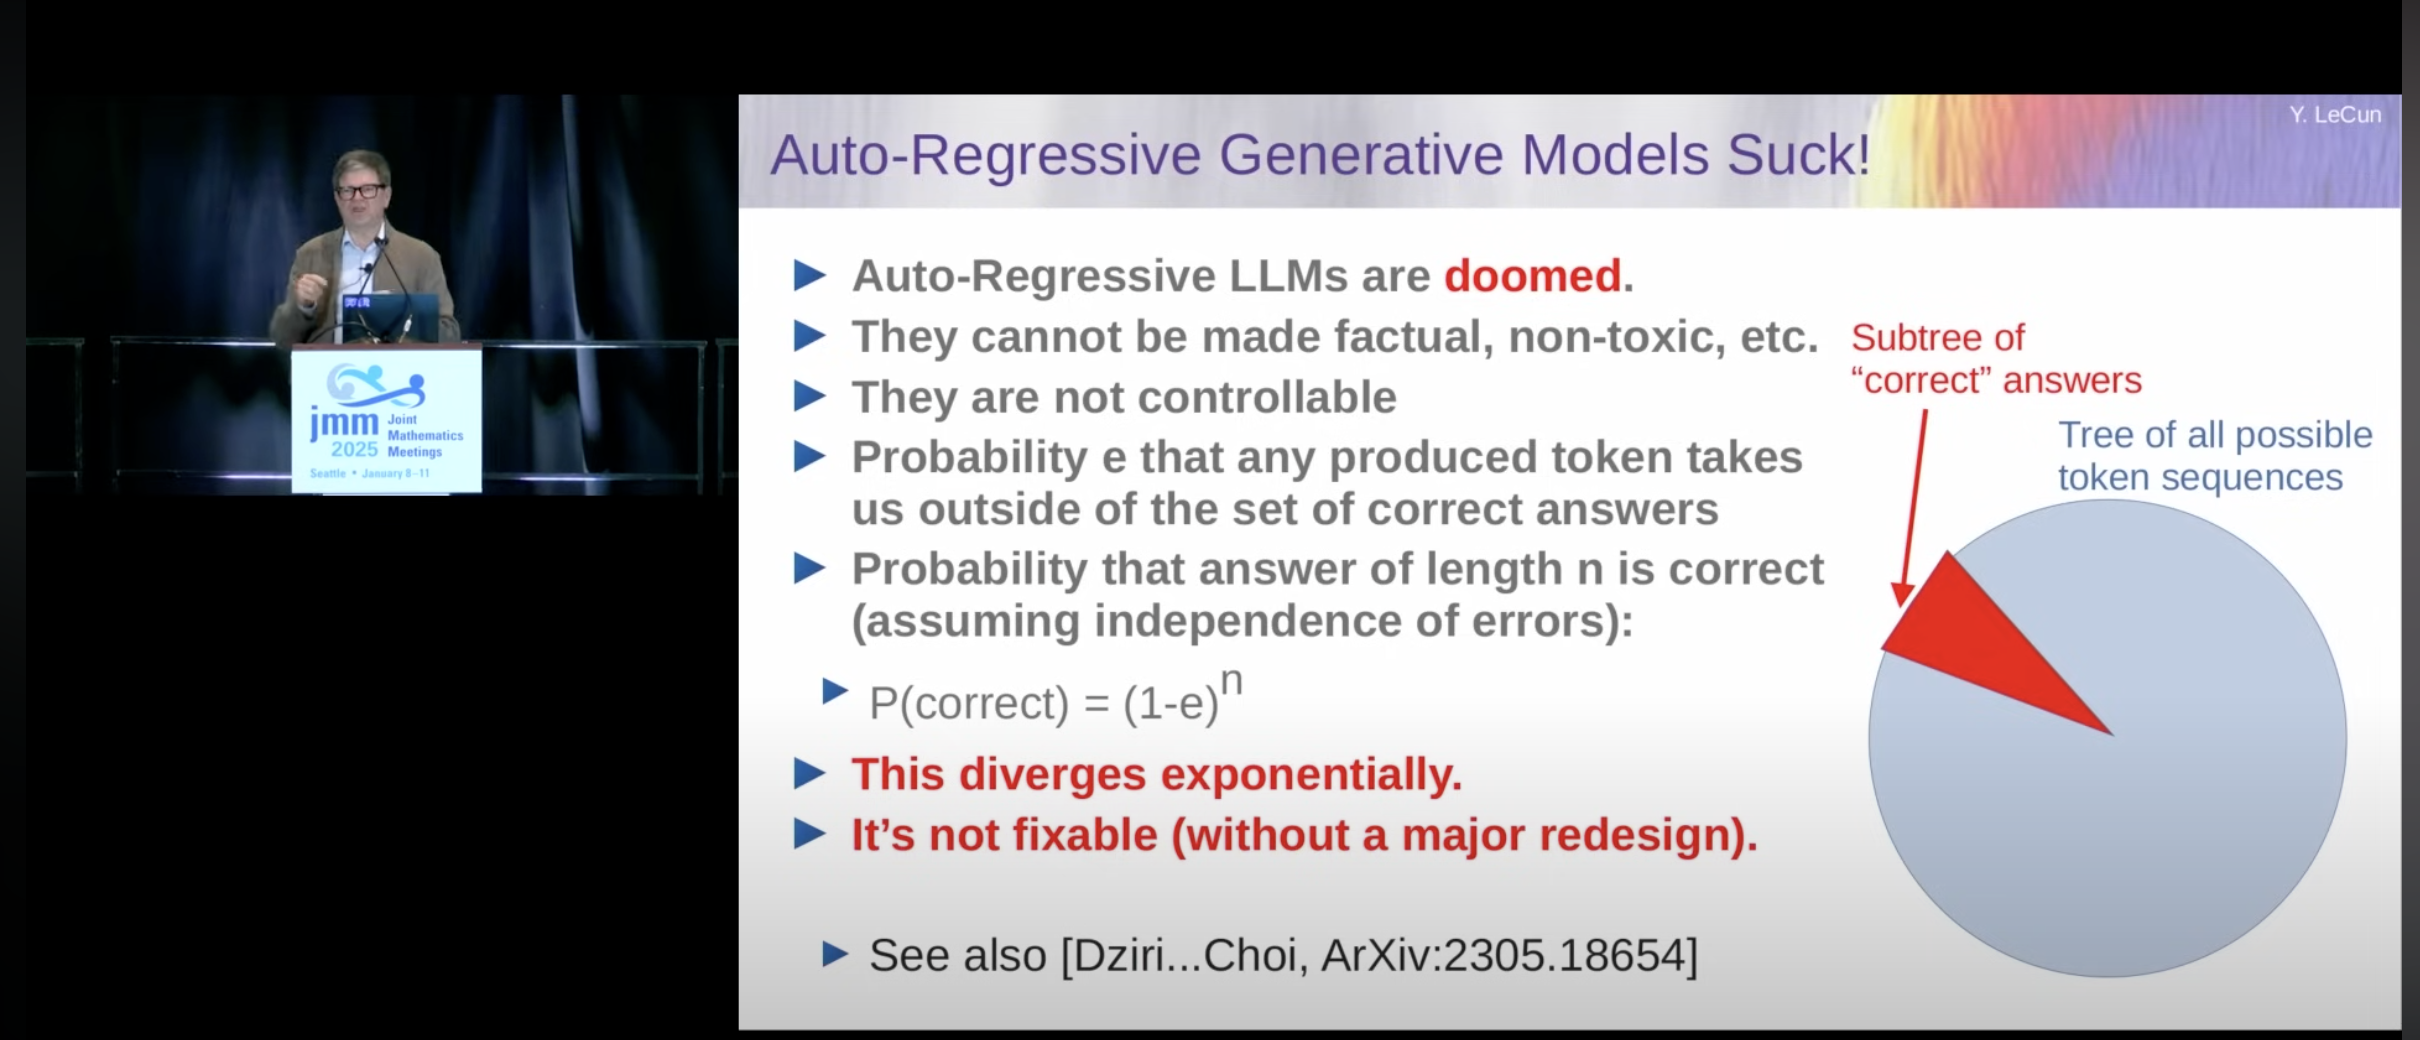 Y. LeCun
Auto-Regressive Generative Models Suck!
Auto-Regressive LLMs are doomed.
They cannot be made factual, non-toxic, etc.
They are not controllable
Probability e that any produced token takes
us outside of the set of correct answers
Probability that answer of length n is correct
(assuming independence of errors):
P(correct) = (1-e)^n
This diverges exponentially.
It's not fixable (without a major redesign).
See also [Dziri...Choi, ArXiv:2305.18654]
Subtree of
“correct” answers
Tree of all possible
token sequences
jmm
2025
Joint
Mathematics
Meetings
Seattle • January 8–11